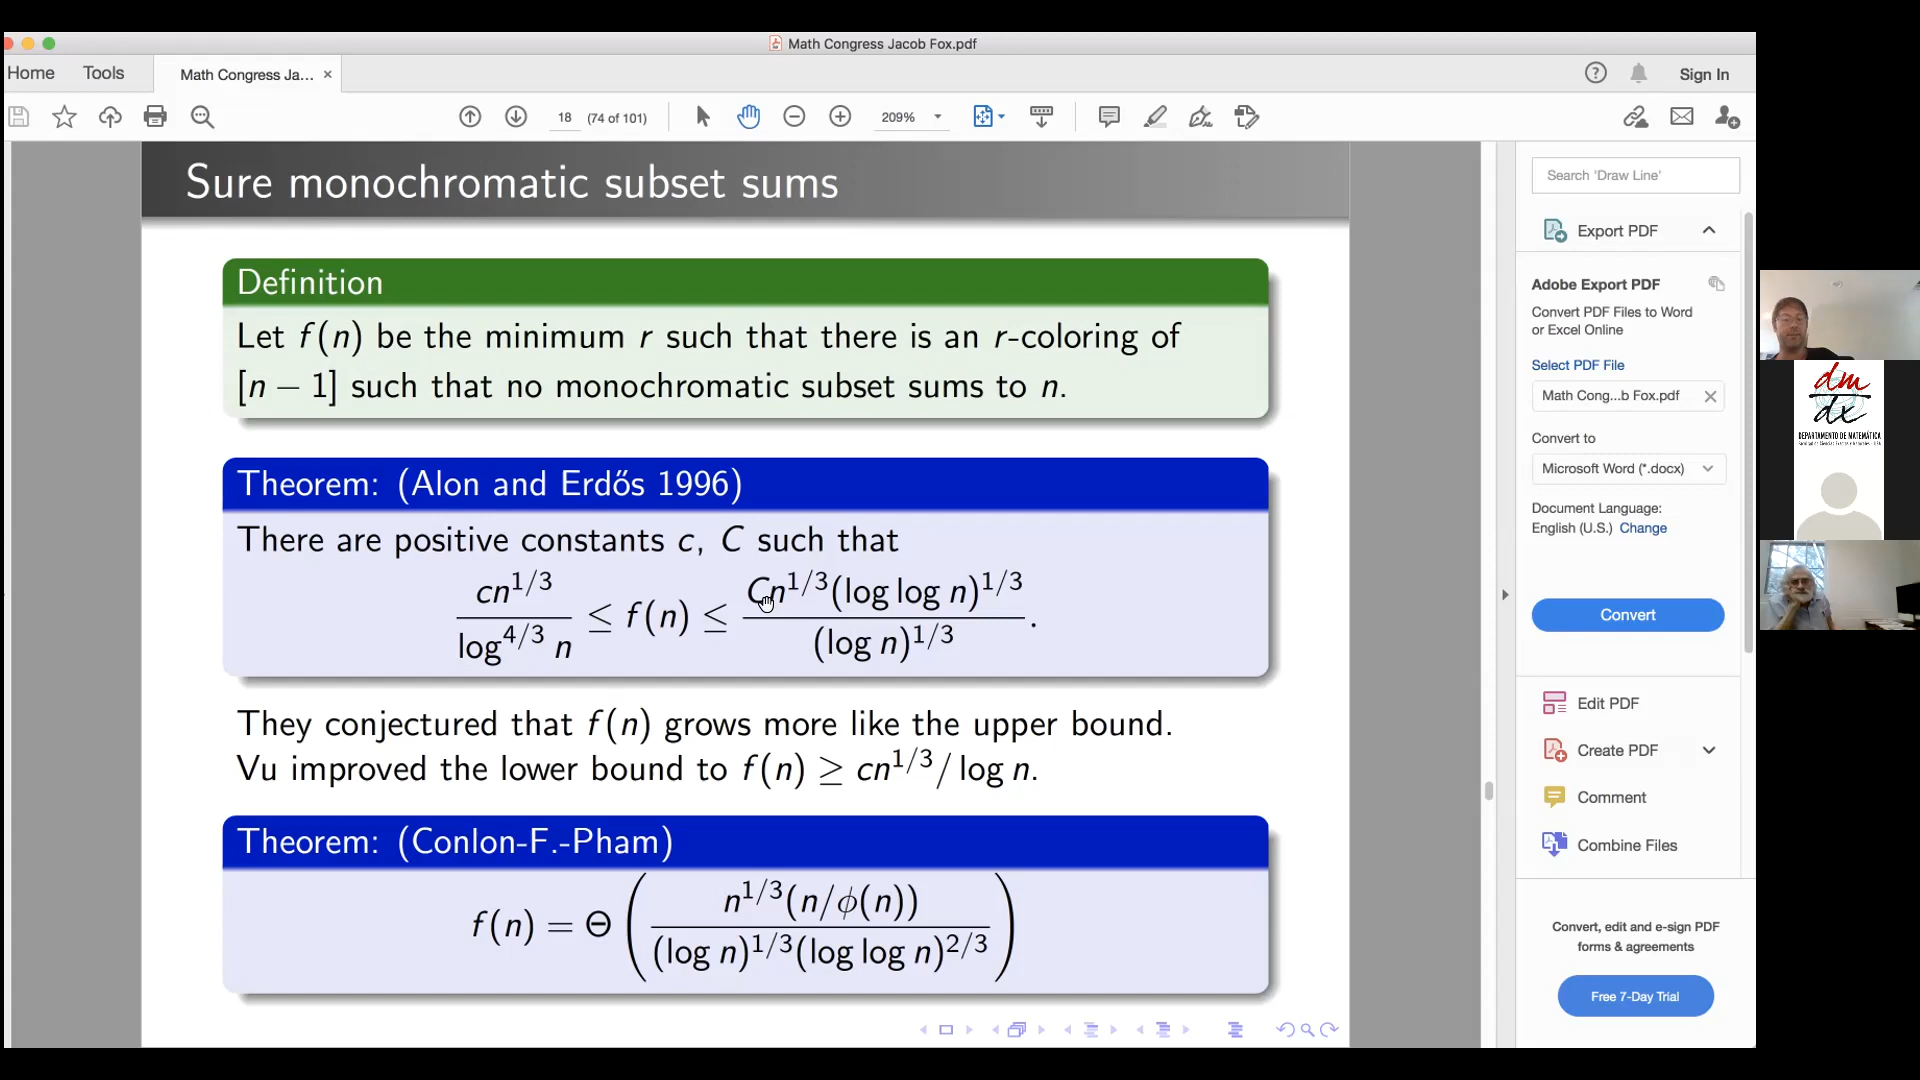 Math Congress Jacob Fox.pdf
Home Tools Math Congress Ja... × Sign In
18 (74 of 101) 209%
Sure monochromatic subset sums
Definition
Let f(n) be the minimum r such that there is an r-coloring of
[n − 1] such that no monochromatic subset sums to n.
Theorem: (Alon and Erdős 1996)
There are positive constants c, C such that
cn^{1/3} / log^{4/3} n ≤ f(n) ≤ Cn^{1/3}(log log n)^{1/3} / (log n)^{1/3}.
They conjectured that f(n) grows more like the upper bound.
Vu improved the lower bound to f(n) ≥ cn^{1/3}/ log n.
Theorem: (Conlon-F.-Pham)
f(n) = Θ ( n^{1/3}(n/ϕ(n)) / (log n)^{1/3}(log log n)^{2/3} )
Search 'Draw Line'
Export PDF
Adobe Export PDF
Convert PDF Files to Word
or Excel Online
Select PDF File
Math Cong...b Fox.pdf ×
Convert to
Microsoft Word (*.docx)
Document Language:
English (U.S.) Change
Convert
Edit PDF
Create PDF
Comment
Combine Files
Convert, edit and e-sign PDF
forms & agreements
Free 7-Day Trial
dm
dx
DEPARTAMENTO DE MATEMÁTICA